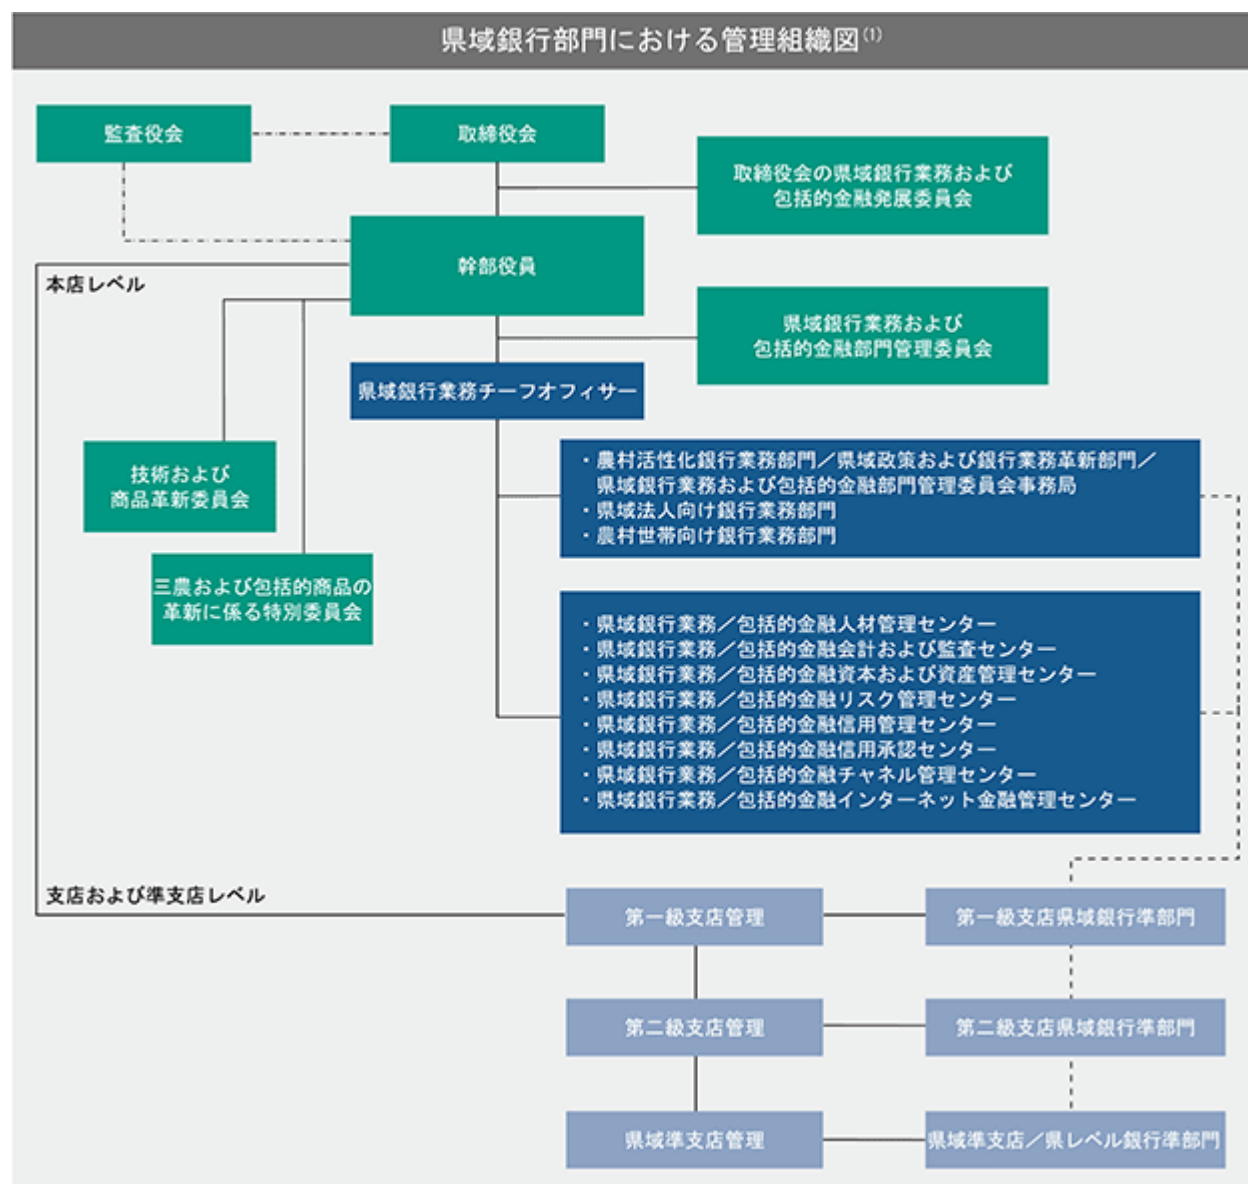 県域銀行部門における管理組織図(1)
監査役会
取締役会
取締役会の県域銀行業務および
包括的金融発展委員会
幹部役員
本店レベル
県域銀行業務および
包括的金融部門管理委員会
県域銀行業務チーフオフィサー
技術および
商品革新委員会
・農村活性化銀行業務部門／県域政策および銀行業務革新部門／
県域銀行業務および包括的金融部門管理委員会事務局
・県域法人向け銀行業務部門
・農村世帯向け銀行業務部門
三農および包括的商品の
革新に係る特別委員会
・県域銀行業務／包括的金融人材管理センター
・県域銀行業務／包括的金融会計および監査センター
・県域銀行業務／包括的金融資本および資産管理センター
・県域銀行業務／包括的金融リスク管理センター
・県域銀行業務／包括的金融信用管理センター
・県域銀行業務／包括的金融信用承認センター
・県域銀行業務／包括的金融チャネル管理センター
・県域銀行業務／包括的金融インターネット金融管理センター
支店および準支店レベル
第一級支店管理
第一級支店県域銀行準部門
第二級支店管理
第二級支店県域銀行準部門
県域準支店管理
県域準支店／県レベル銀行準部門